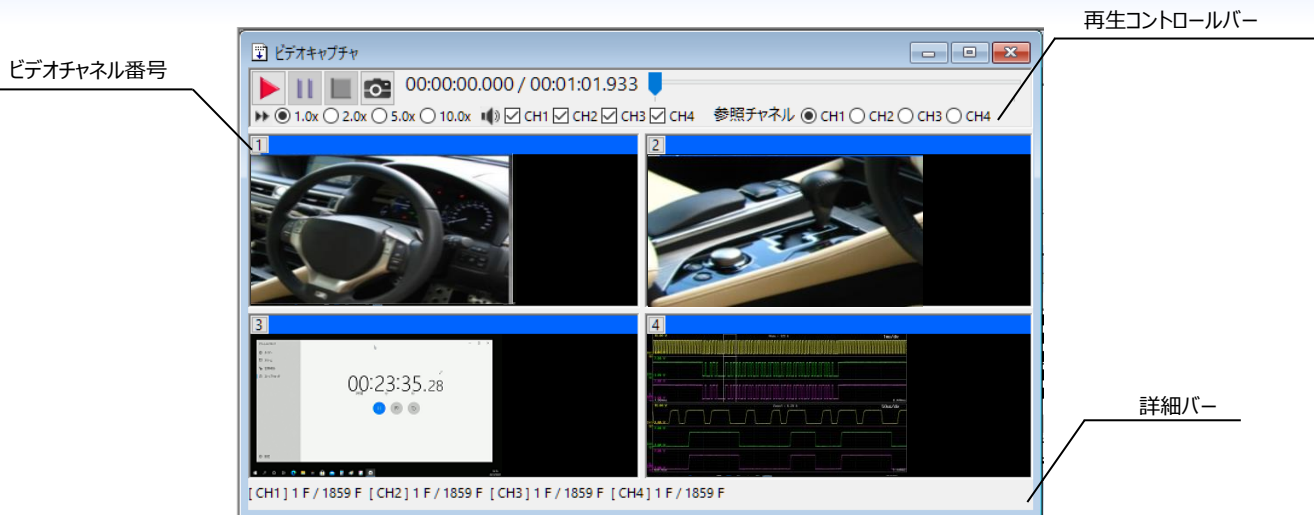 再生コントロールバー
ビデオチャネル番号
ビデオキャプチャ
00:00:00.000 / 00:01:01.933
1.0x 2.0x 5.0x 10.0x CH1 CH2 CH3 CH4 参照チャネル CH1 CH2 CH3 CH4
1
2
3
4
00:23:35.28
詳細バー
[ CH1 ] 1 F / 1859 F [ CH2 ] 1 F / 1859 F [ CH3 ] 1 F / 1859 F [ CH4 ] 1 F / 1859 F